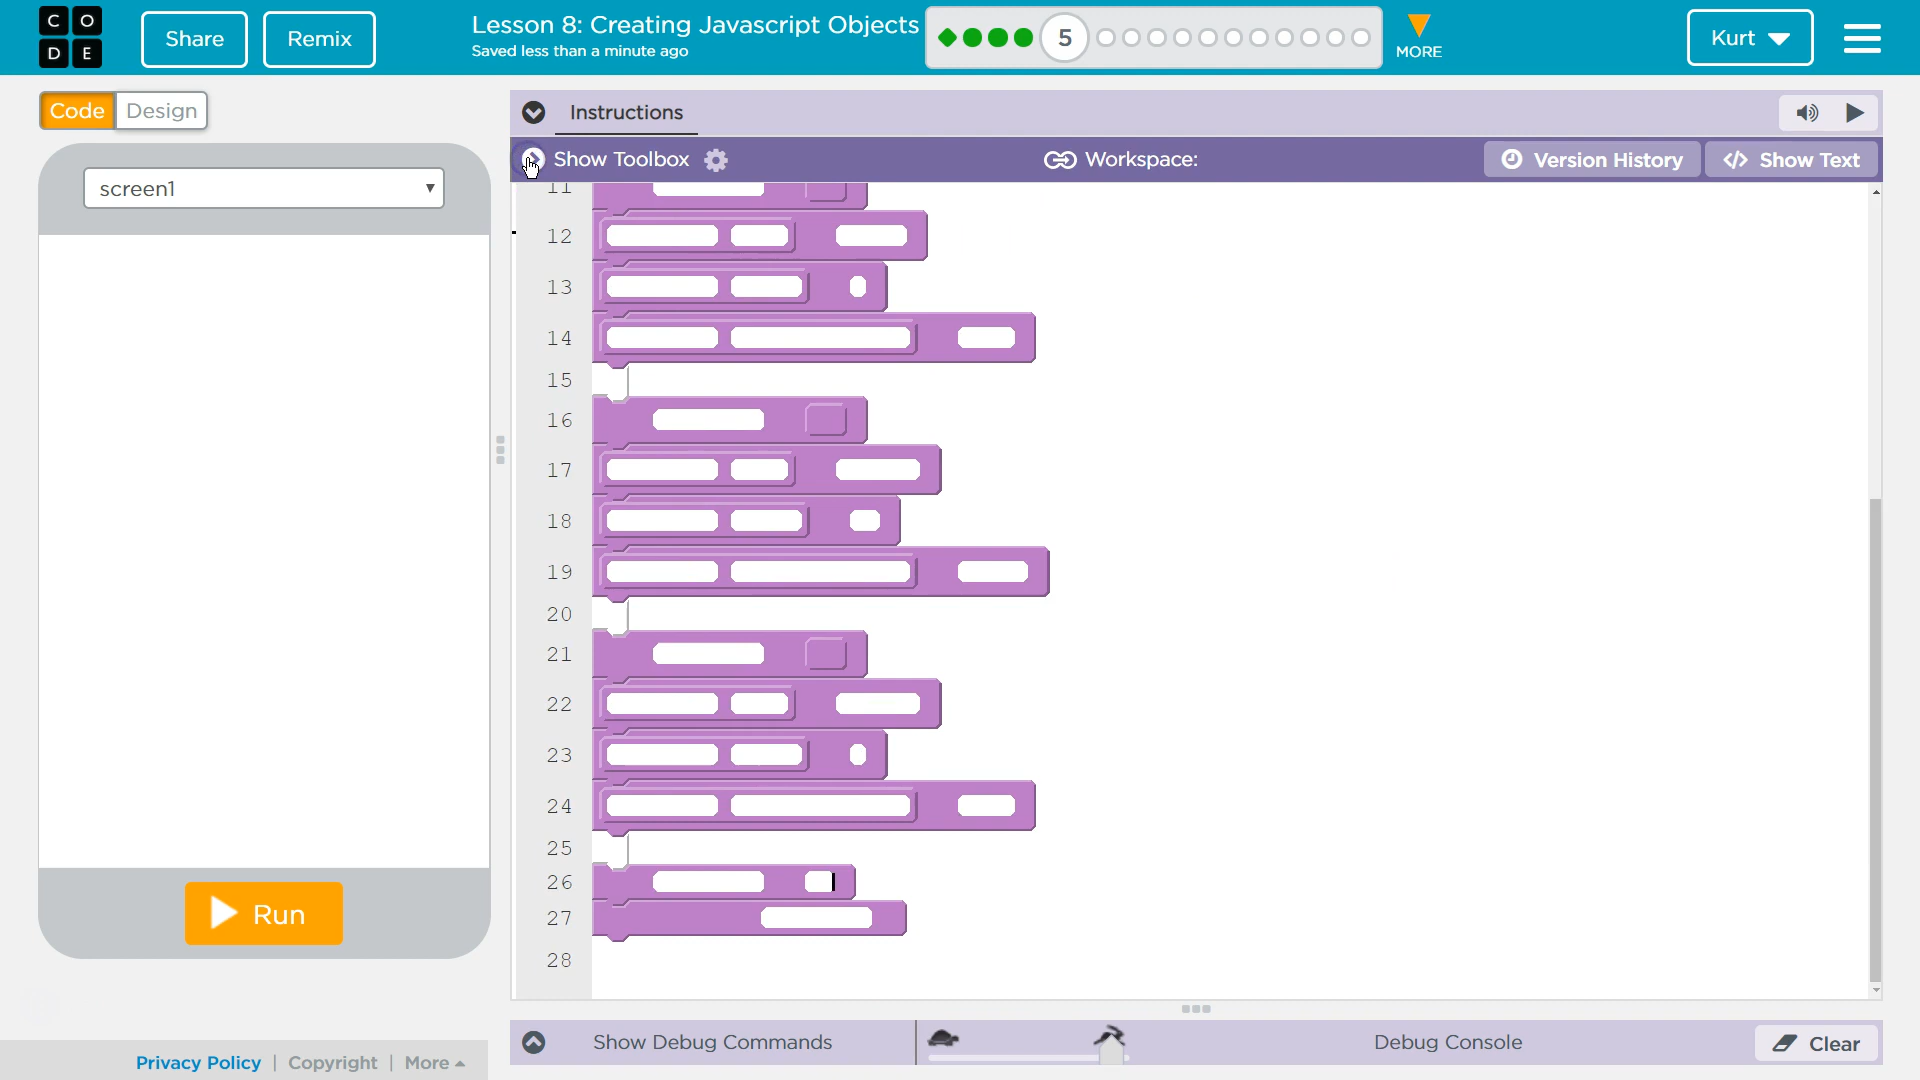 C O
D E
Share
Remix
Lesson 8: Creating Javascript Objects
Saved less than a minute ago
5
MORE
Kurt
Code
Design
screen1
Run
Privacy Policy | Copyright | More
Instructions
Show Toolbox
Workspace:
Version History
</> Show Text
11
12
13
14
15
16
17
18
19
20
21
22
23
24
25
26
27
28
Show Debug Commands
Debug Console
Clear